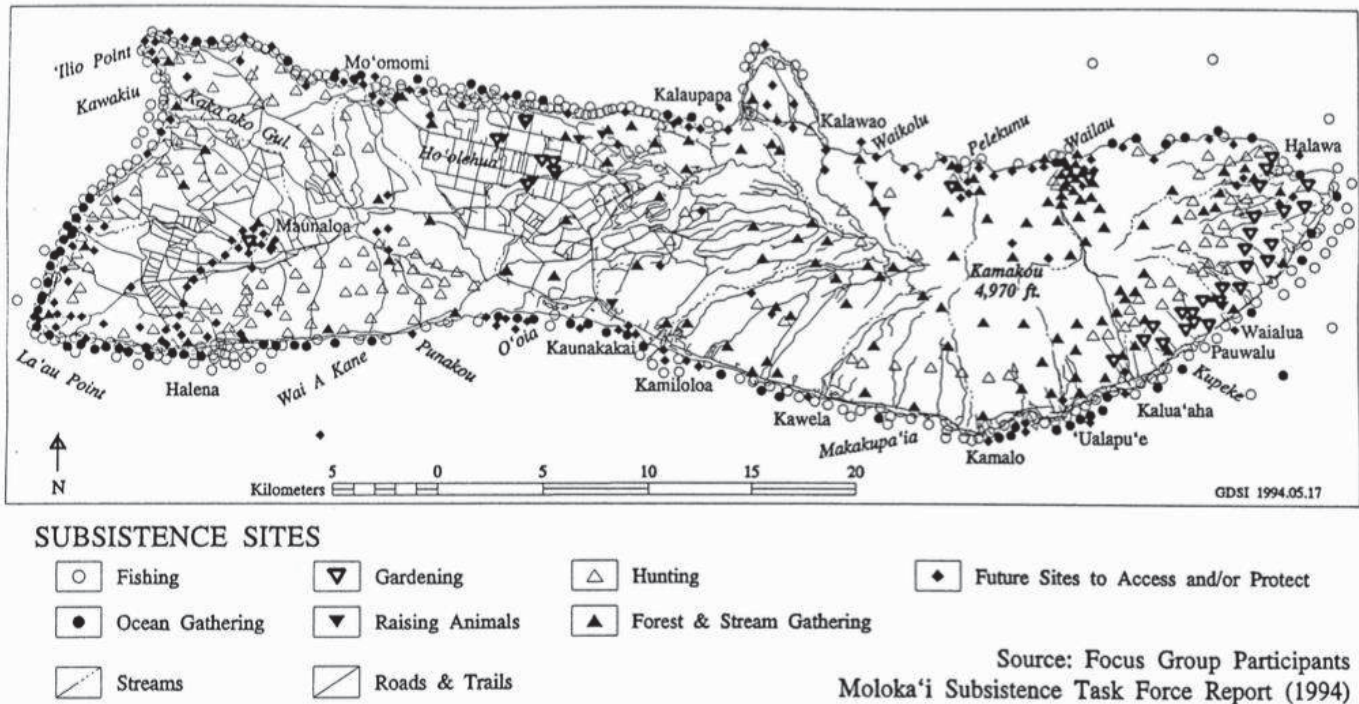 'Ilio Point
Mo'omomi
Kawakiu
Kaka'ako Gul.
Kalaupapa
Kalawao
Waikolu
Pelekunu
Wailau
Halawa
Ho'olehua
Maunaloa
Kamakou
4,970 ft.
La'au Point
Halena
Wai A Kane
Punakou
O'oia
Kaunakakai
Kamiloloa
Kawela
Makakupa'ia
Kamalo
'Ualapu'e
Kalua'aha
Kupeke
Pauwalu
Waialua
N
5 0 5 10 15 20
Kilometers
GDSI 1994.05.17
SUBSISTENCE SITES
Fishing
Gardening
Hunting
Future Sites to Access and/or Protect
Ocean Gathering
Raising Animals
Forest & Stream Gathering
Streams
Roads & Trails
Source: Focus Group Participants
Moloka'i Subsistence Task Force Report (1994)